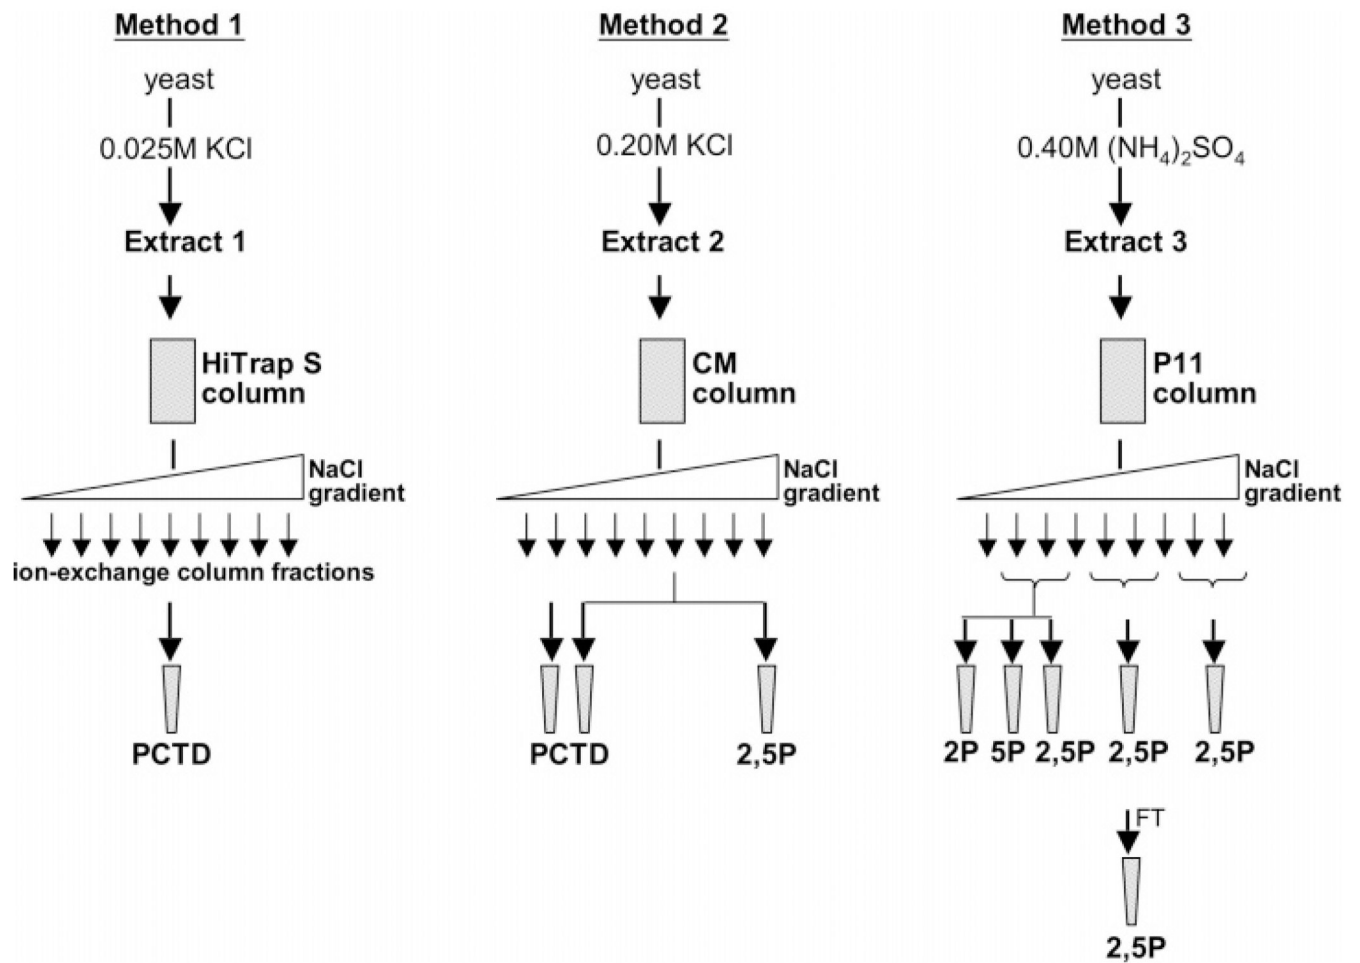 Method 1
yeast
0.025M KCl
Extract 1
HiTrap S
column
NaCl
gradient
ion-exchange column fractions
PCTD
Method 2
yeast
0.20M KCl
Extract 2
CM
column
NaCl
gradient
PCTD
2,5P
Method 3
yeast
0.40M (NH₄)₂SO₄
Extract 3
P11
column
NaCl
gradient
2P 5P 2,5P 2,5P 2,5P
FT
2,5P